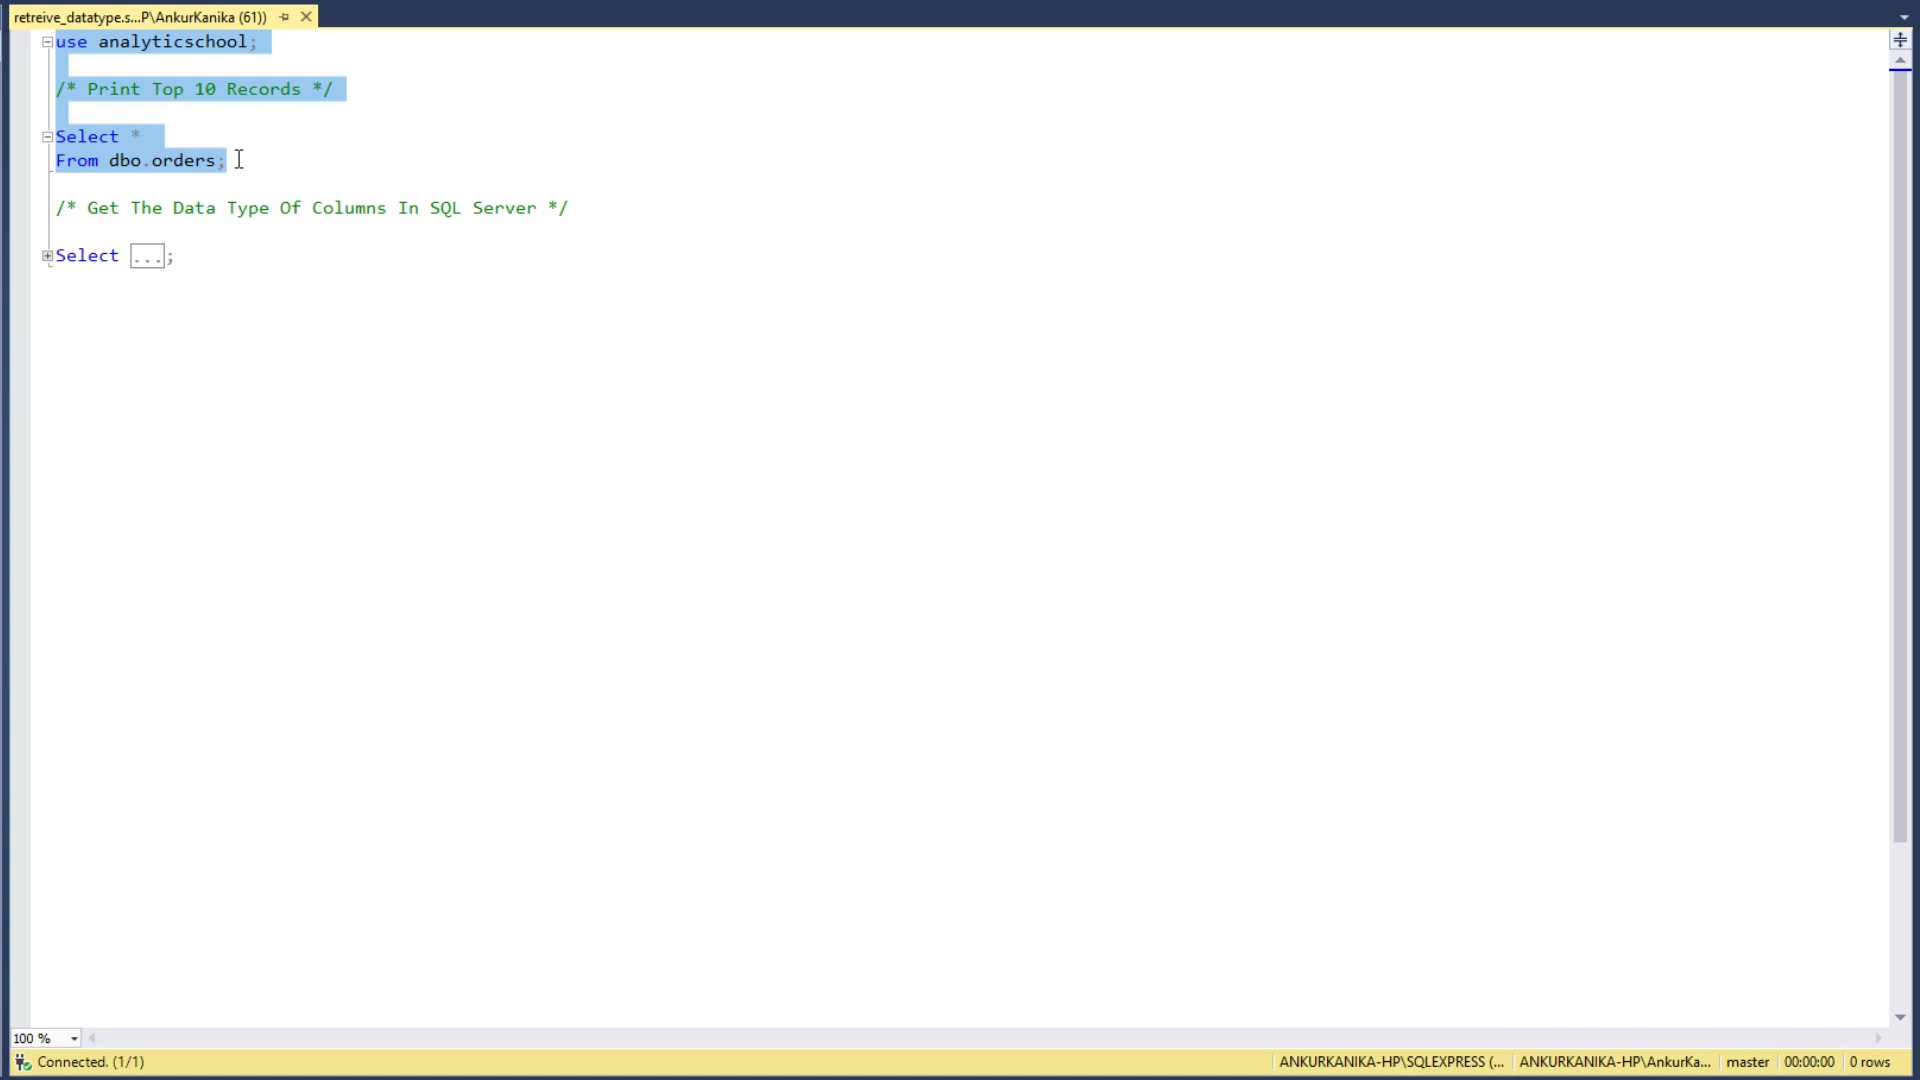 retreive_datatype.s...P\AnkurKanika (61))
use analyticschool;
/* Print Top 10 Records */
Select *
From dbo.orders;
/* Get The Data Type Of Columns In SQL Server */
Select ...;
100 %
Connected. (1/1)
ANKURKANIKA-HP\SQLEXPRESS (...
ANKURKANIKA-HP\AnkurKa...
master
00:00:00
0 rows